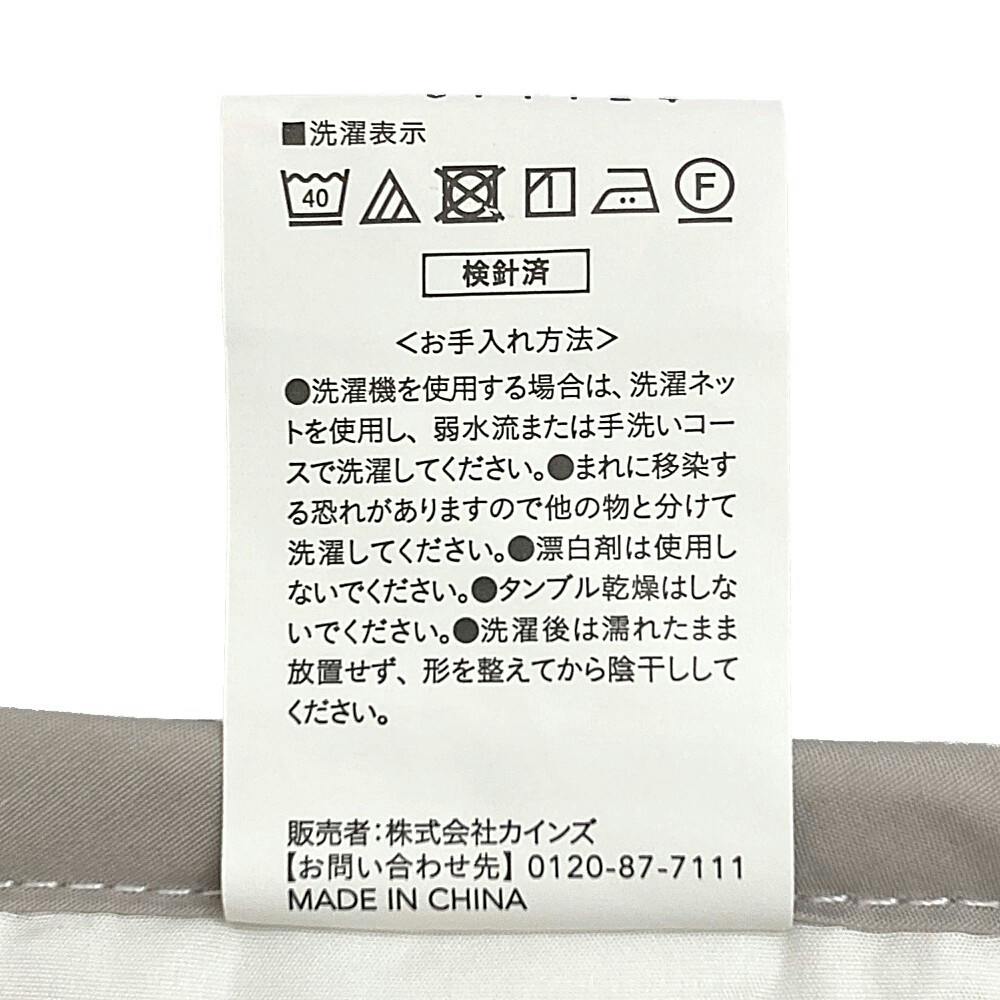 ■洗濯表示
40
F
検針済
＜お手入れ方法＞
●洗濯機を使用する場合は、洗濯ネッ
トを使用し、弱水流または手洗いコー
スで洗濯してください。●まれに移染す
る恐れがありますので他の物と分けて
洗濯してください。●漂白剤は使用し
ないでください。●タンブル乾燥はしな
いでください。●洗濯後は濡れたまま
放置せず、形を整えてから陰干しして
ください。
販売者：株式会社カインズ
【お問い合わせ先】0120-87-7111
MADE IN CHINA